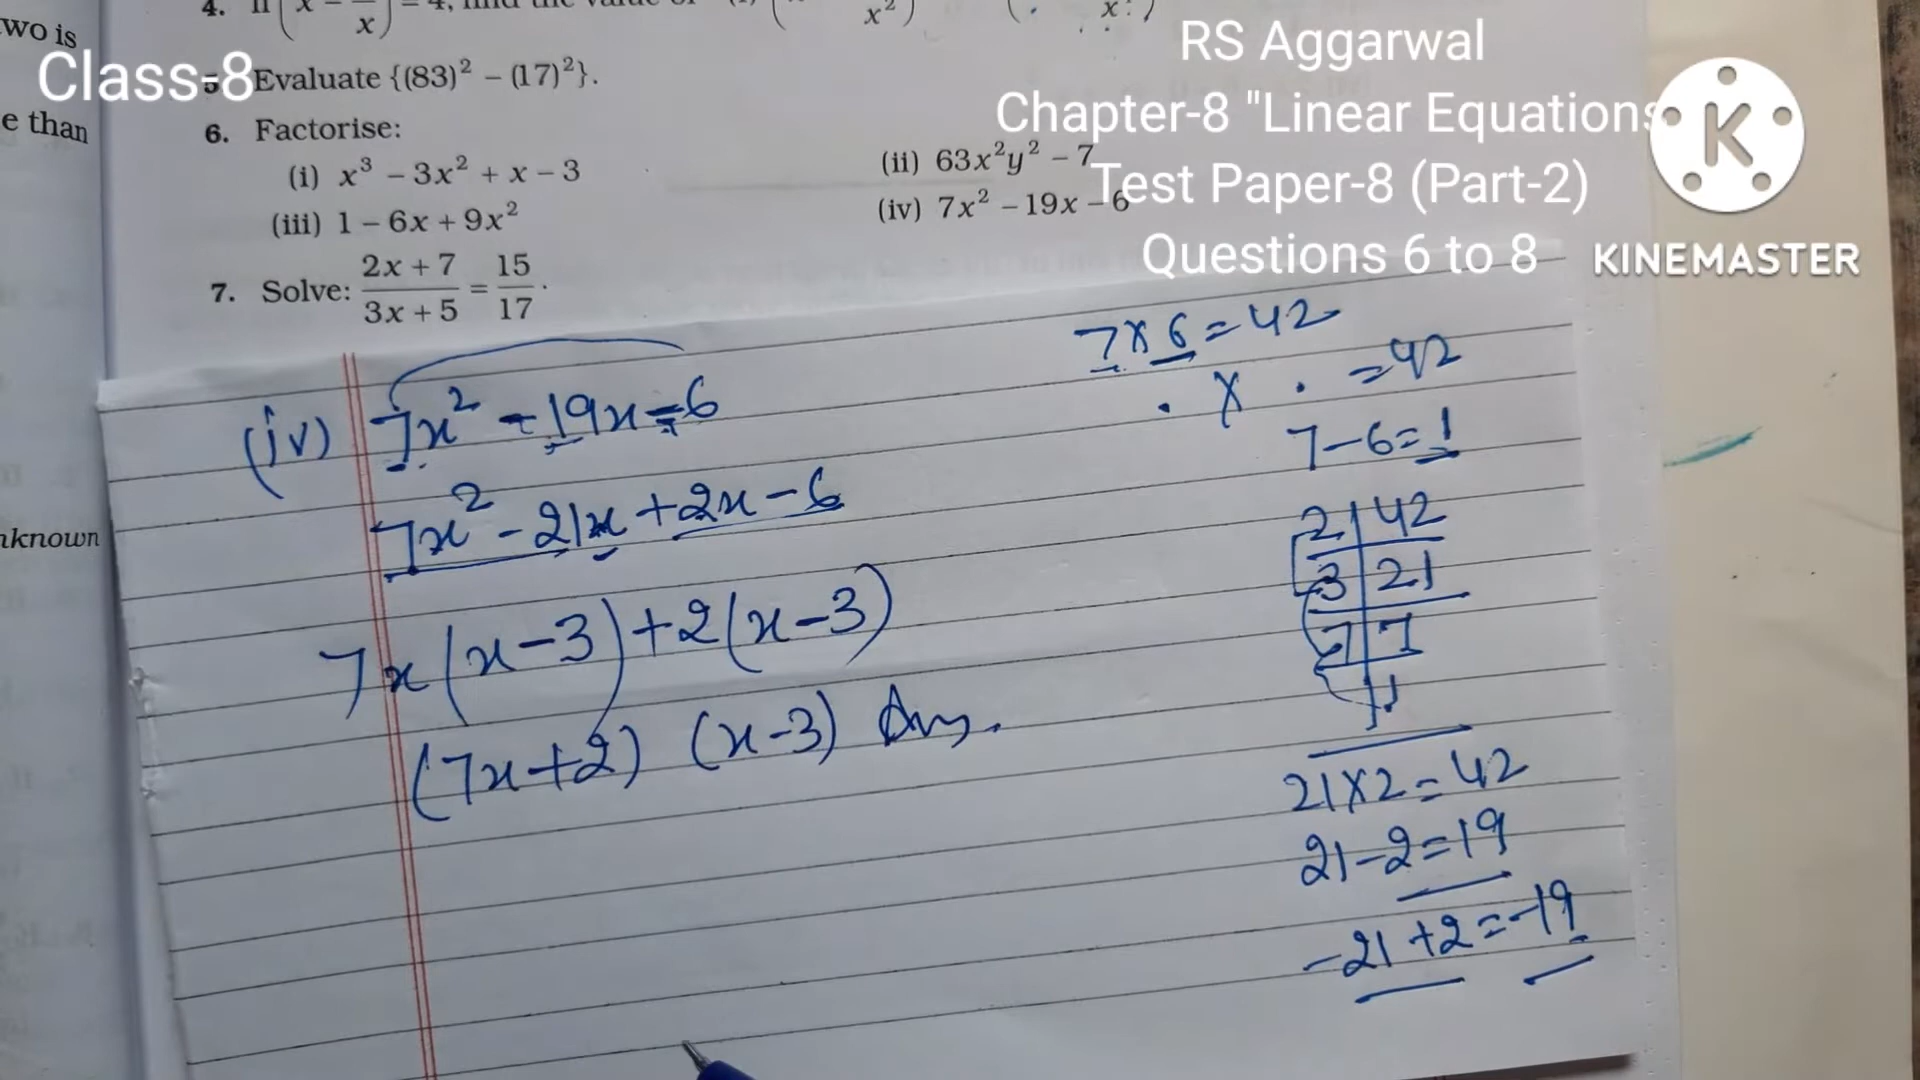 wo is
e than
nknown
Class-8
RS Aggarwal
Chapter-8 "Linear Equations
Test Paper-8 (Part-2)
Questions 6 to 8
KINEMASTER
5. Evaluate {(83)² − (17)²}.
6. Factorise:
(i) x³ − 3x² + x − 3
(ii) 63x²y² − 7
(iii) 1 − 6x + 9x²
(iv) 7x² − 19x − 6
7. Solve: (2x + 7)/(3x + 5) = 15/17.
(iv) 7x² − 19x − 6
7x² − 21x + 2x − 6
7x(x−3)+2(x−3)
(7x+2) (x−3) Ans.
7×6=42
. × . =42
7−6=1
2|42
3|21
7|7
|1
21×2=42
21−2=19
−21+2=−19